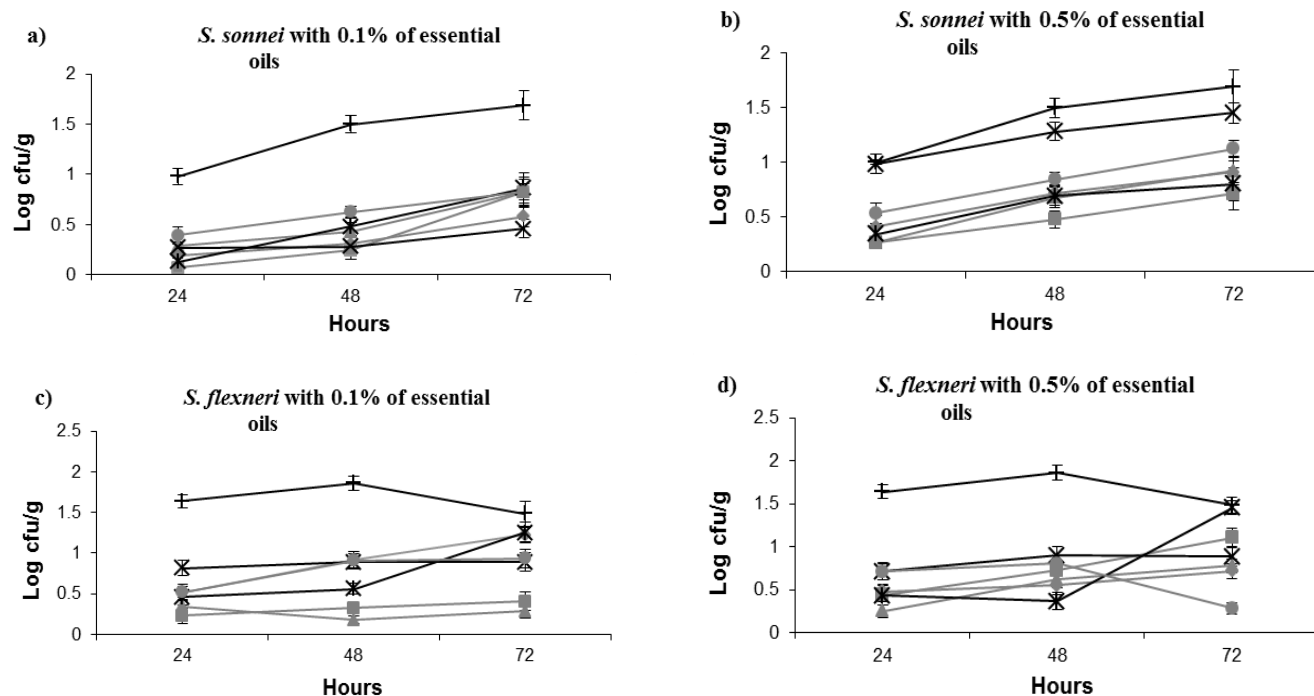 a)
S. sonnei with 0.1% of essential
oils
2
1.5
1
0.5
0
Log cfu/g
24 48 72
Hours
b)
S. sonnei with 0.5% of essential
oils
2
1.5
1
0.5
0
Log cfu/g
24 48 72
Hours
c)
S. flexneri with 0.1% of essential
oils
2.5
2
1.5
1
0.5
0
Log cfu/g
24 48 72
Hours
d)
S. flexneri with 0.5% of essential
oils
2.5
2
1.5
1
0.5
0
Log cfu/g
24 48 72
Hours